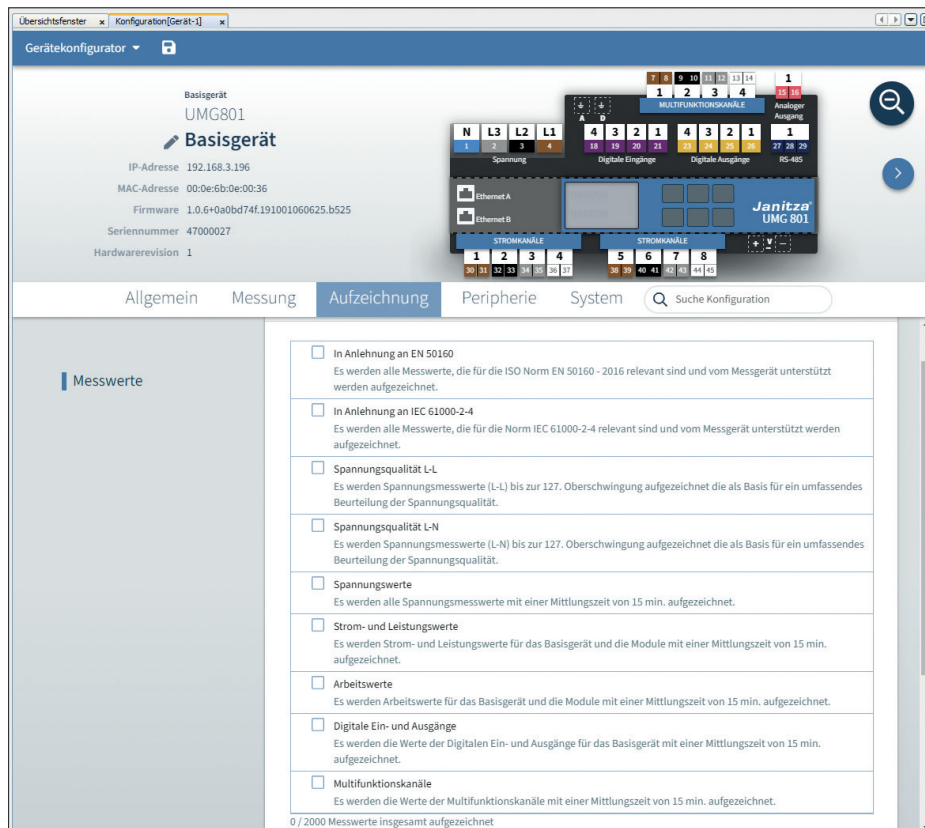 Übersichtsfenster x Konfiguration[Gerät-1] x
Gerätekonfigurator
Basisgerät
UMG801
Basisgerät
IP-Adresse 192.168.3.196
MAC-Adresse 00:0e:6b:0e:00:36
Firmware 1.0.6+0a0bd74f.191001060625.b525
Seriennummer 47000027
Hardwarerevision 1
7 8 9 10 11 12 13 14
1 2 3 4
MULTIFUNKTIONSKANÄLE
1
15 16
Analoger
Ausgang
A D
N L3 L2 L1
1 2 3 4
Spannung
4 3 2 1
18 19 20 21
Digitale Eingänge
4 3 2 1
23 24 25 26
Digitale Ausgänge
1
27 28 29
RS-485
Ethernet A
Ethernet B
Janitza®
UMG 801
STROMKANÄLE
1 2 3 4
30 31 32 33 34 35 36 37
STROMKANÄLE
5 6 7 8
38 39 40 41 42 43 44 45
+ V −
Allgemein Messung Aufzeichnung Peripherie System Suche Konfiguration
Messwerte
In Anlehnung an EN 50160
Es werden alle Messwerte, die für die ISO Norm EN 50160 - 2016 relevant sind und vom Messgerät unterstützt
werden aufgezeichnet.
In Anlehnung an IEC 61000-2-4
Es werden alle Messwerte, die für die Norm IEC 61000-2-4 relevant sind und vom Messgerät unterstützt werden
aufgezeichnet.
Spannungsqualität L-L
Es werden Spannungsmesswerte (L-L) bis zur 127. Oberschwingung aufgezeichnet die als Basis für ein umfassendes
Beurteilung der Spannungsqualität.
Spannungsqualität L-N
Es werden Spannungsmesswerte (L-N) bis zur 127. Oberschwingung aufgezeichnet die als Basis für ein umfassendes
Beurteilung der Spannungsqualität.
Spannungswerte
Es werden alle Spannungsmesswerte mit einer Mittlungszeit von 15 min. aufgezeichnet.
Strom- und Leistungswerte
Es werden Strom- und Leistungswerte für das Basisgerät und die Module mit einer Mittlungszeit von 15 min.
aufgezeichnet.
Arbeitswerte
Es werden Arbeitswerte für das Basisgerät und die Module mit einer Mittlungszeit von 15 min. aufgezeichnet.
Digitale Ein- und Ausgänge
Es werden die Werte der Digitalen Ein- und Ausgänge für das Basisgerät mit einer Mittlungszeit von 15 min.
aufgezeichnet.
Multifunktionskanäle
Es werden die Werte der Multifunktionskanäle mit einer Mittlungszeit von 15 min. aufgezeichnet.
0 / 2000 Messwerte insgesamt aufgezeichnet